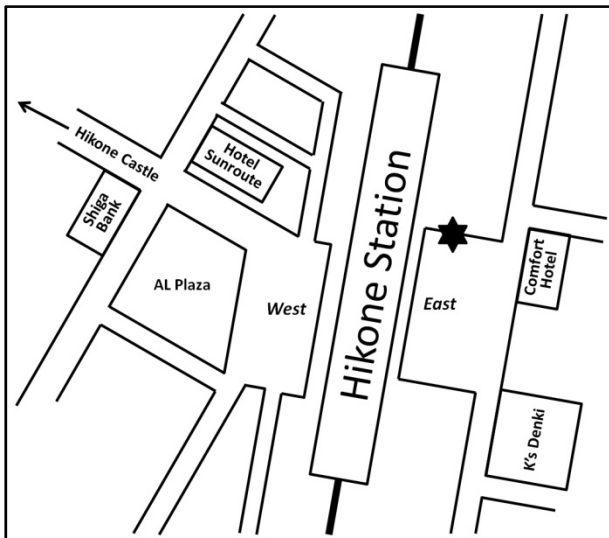 Hikone Castle
Hotel
Sunroute
Shiga
Bank
AL Plaza
West
Hikone Station
East
Comfort
Hotel
K's Denki